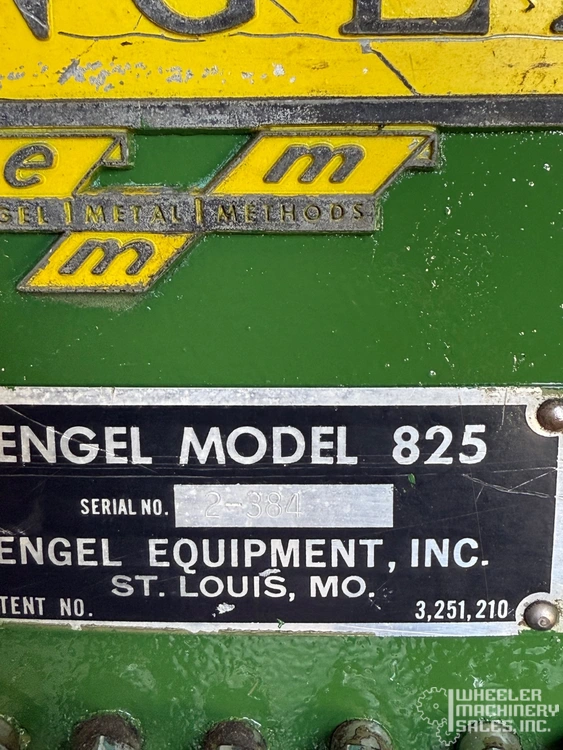 NGEL
e m
GEL | METAL | METHODS
m
ENGEL MODEL 825
SERIAL NO. 2-384
ENGEL EQUIPMENT, INC.
ST. LOUIS, MO.
TENT NO. 3,251,210
WHEELER
MACHINERY
SALES, INC.